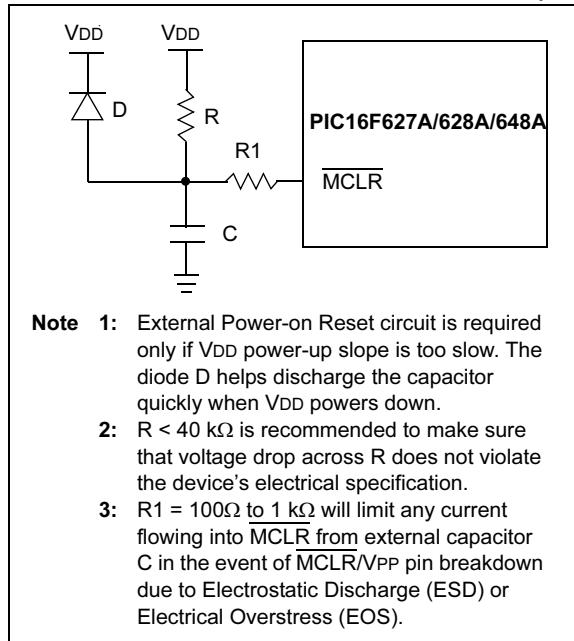 VDD VDD
D R
PIC16F627A/628A/648A
R1
MCLR
C
Note 1: External Power-on Reset circuit is required
only if VDD power-up slope is too slow. The
diode D helps discharge the capacitor
quickly when VDD powers down.
2: R < 40 kΩ is recommended to make sure
that voltage drop across R does not violate
the device's electrical specification.
3: R1 = 100Ω to 1 kΩ will limit any current
flowing into MCLR from external capacitor
C in the event of MCLR/VPP pin breakdown
due to Electrostatic Discharge (ESD) or
Electrical Overstress (EOS).